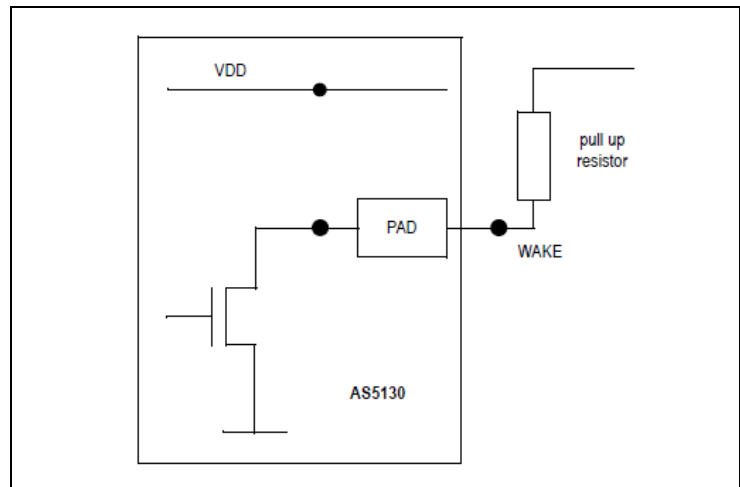 VDD
pull up
resistor
PAD
WAKE
AS5130